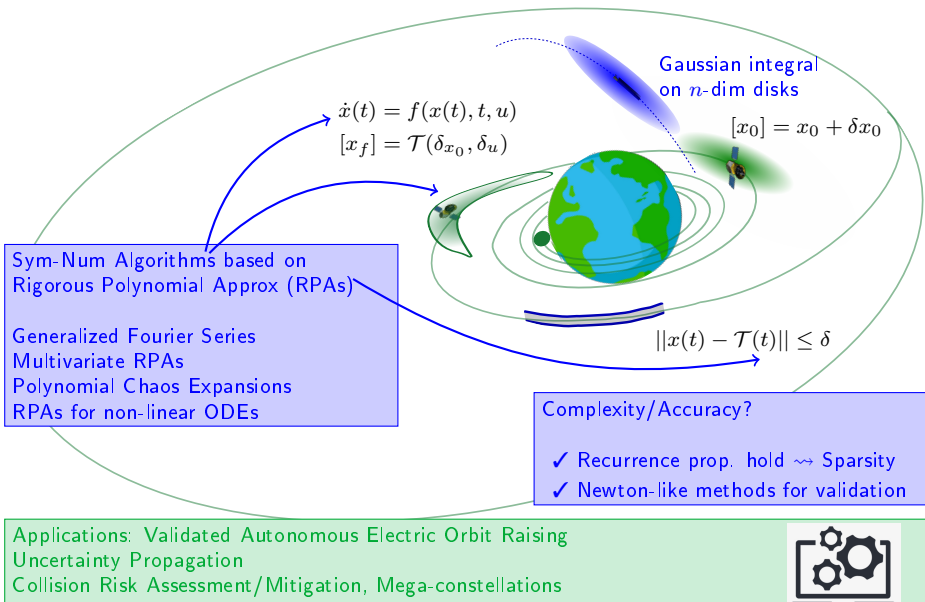 Gaussian integral
on n-dim disks
ẋ(t) = f(x(t), t, u)
[x_f] = 𝒯(δ_{x_0}, δ_u)
[x_0] = x_0 + δx_0
Sym-Num Algorithms based on
Rigorous Polynomial Approx (RPAs)
Generalized Fourier Series
Multivariate RPAs
Polynomial Chaos Expansions
RPAs for non-linear ODEs
||x(t) − 𝒯(t)|| ≤ δ
Complexity/Accuracy?
✓ Recurrence prop. hold ⇝ Sparsity
✓ Newton-like methods for validation
Applications: Validated Autonomous Electric Orbit Raising
Uncertainty Propagation
Collision Risk Assessment/Mitigation, Mega-constellations